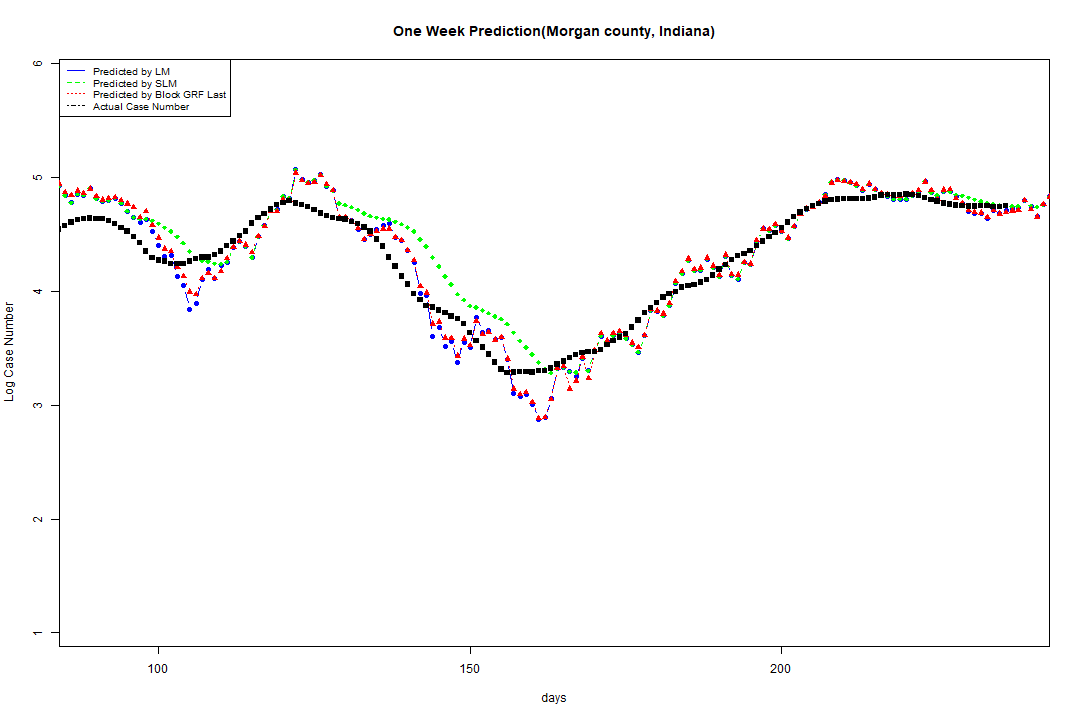 One Week Prediction(Morgan county, Indiana)
Predicted by LM
Predicted by SLM
Predicted by Block GRF Last
Actual Case Number
6
5
4
3
2
1
Log Case Number
100 150 200
days